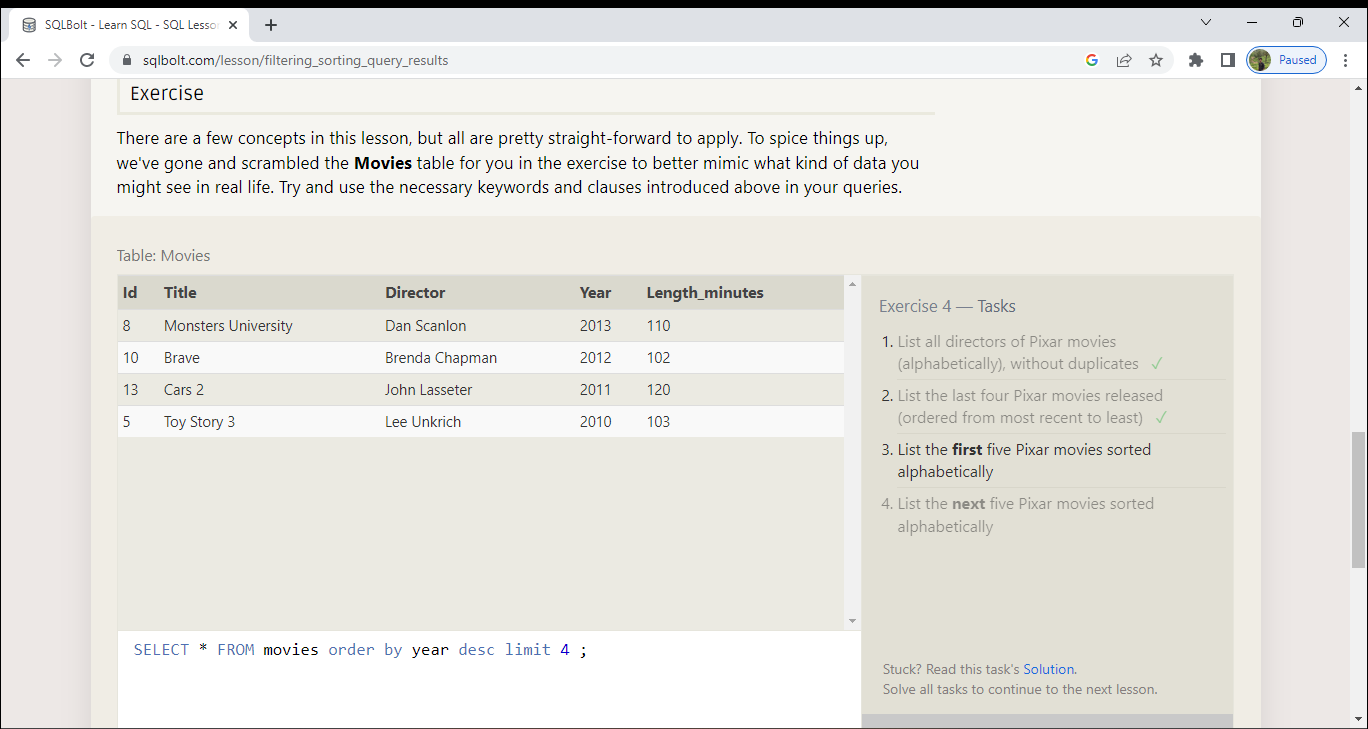 SQLBolt - Learn SQL - SQL Lesso
sqlbolt.com/lesson/filtering_sorting_query_results
Paused
Exercise
There are a few concepts in this lesson, but all are pretty straight-forward to apply. To spice things up,
we've gone and scrambled the Movies table for you in the exercise to better mimic what kind of data you
might see in real life. Try and use the necessary keywords and clauses introduced above in your queries.
Table: Movies
Id Title Director Year Length_minutes
8 Monsters University Dan Scanlon 2013 110
10 Brave Brenda Chapman 2012 102
13 Cars 2 John Lasseter 2011 120
5 Toy Story 3 Lee Unkrich 2010 103
SELECT * FROM movies order by year desc limit 4 ;
Exercise 4 — Tasks
1. List all directors of Pixar movies
(alphabetically), without duplicates ✓
2. List the last four Pixar movies released
(ordered from most recent to least) ✓
3. List the first five Pixar movies sorted
alphabetically
4. List the next five Pixar movies sorted
alphabetically
Stuck? Read this task's Solution.
Solve all tasks to continue to the next lesson.